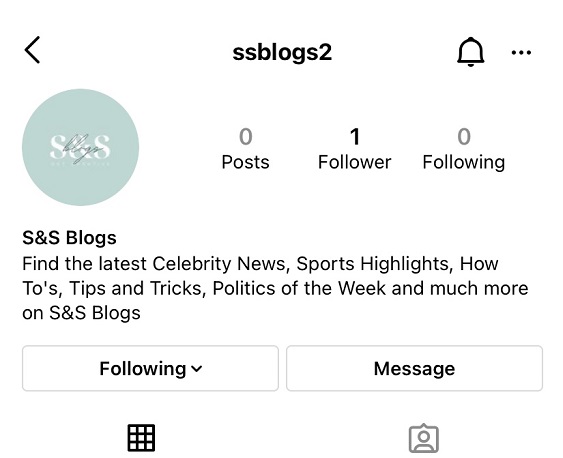 ssblogs2
S&S
blogs
0
1
0
Posts
Follower
Following
S&S Blogs
Find the latest Celebrity News, Sports Highlights, How
To's, Tips and Tricks, Politics of the Week and much more
on S&S Blogs
Following
Message